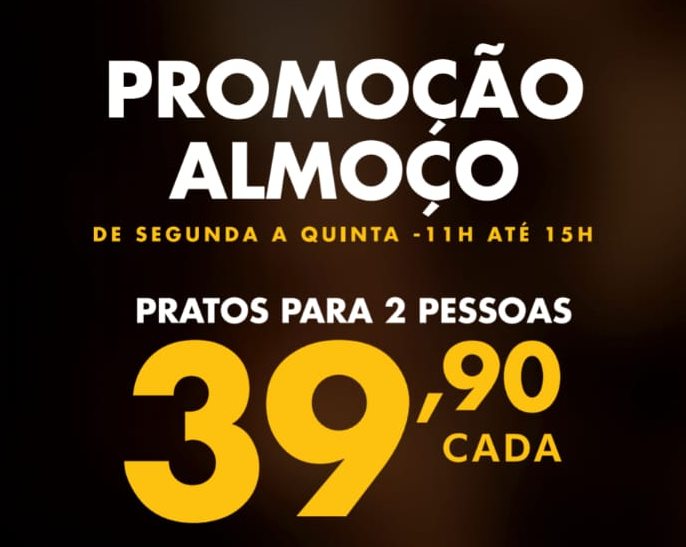 PROMOÇÃO
ALMOÇO
DE SEGUNDA A QUINTA -11H ATÉ 15H
PRATOS PARA 2 PESSOAS
39,90
CADA